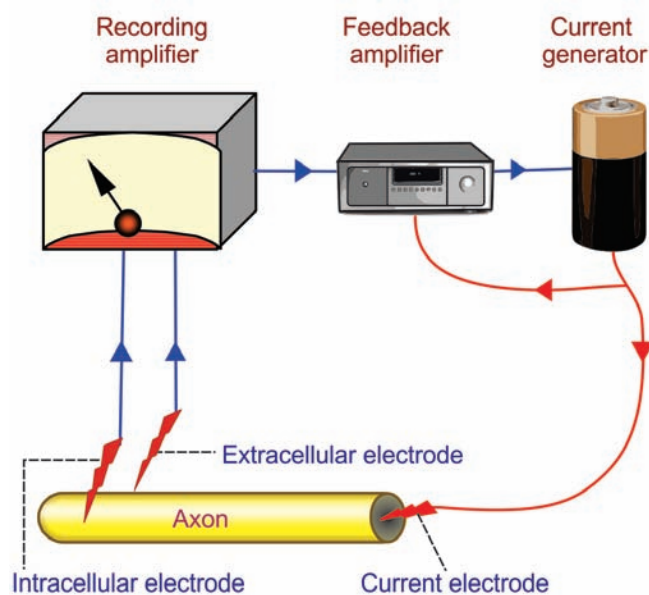 Recording
amplifier
Feedback
amplifier
Current
generator
Extracellular electrode
Axon
Intracellular electrode
Current electrode